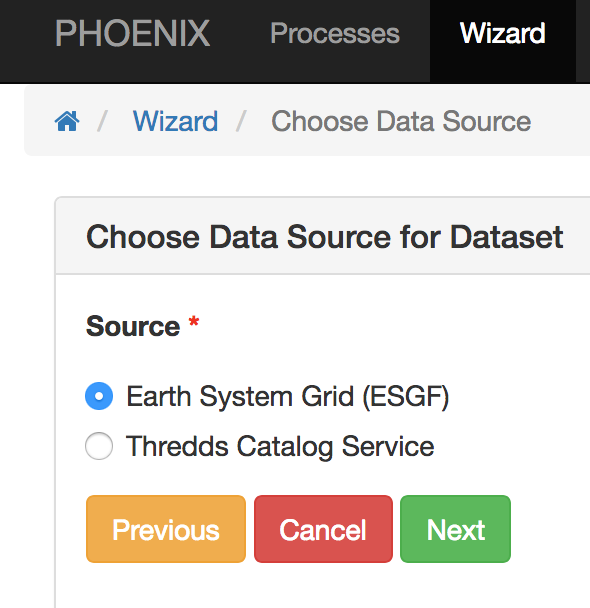 PHOENIX Processes Wizard
/ Wizard / Choose Data Source
Choose Data Source for Dataset
Source *
Earth System Grid (ESGF)
Thredds Catalog Service
Previous Cancel Next